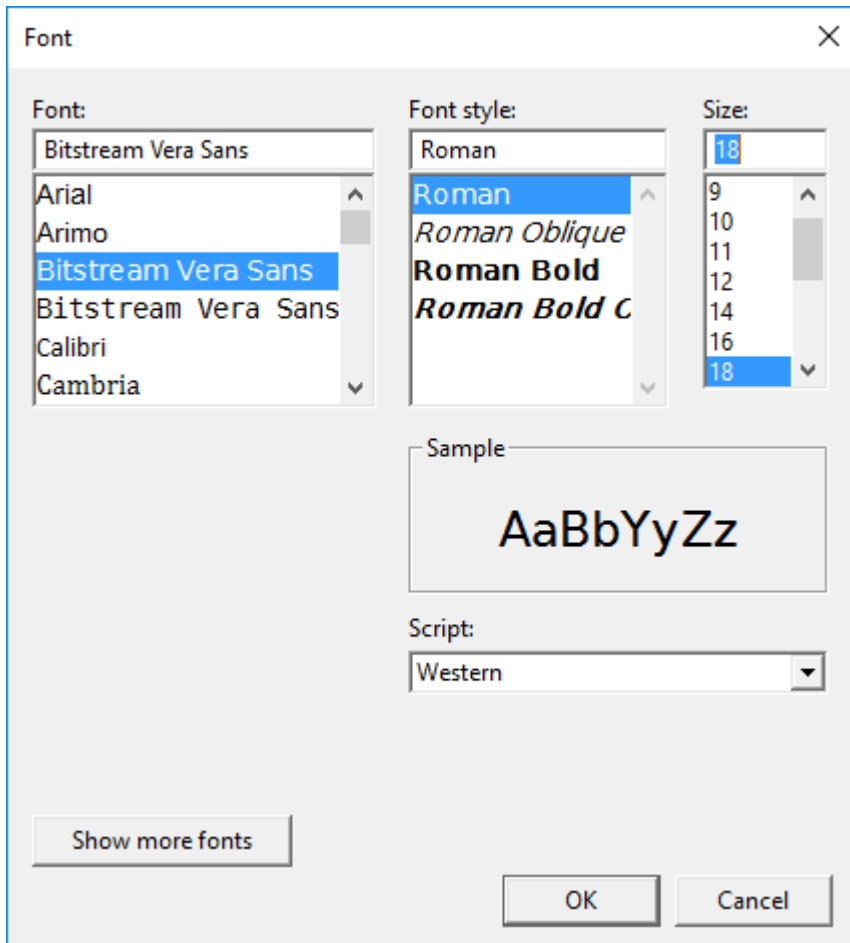 Font
Font:
Bitstream Vera Sans
Arial
Arimo
Bitstream Vera Sans
Bitstream Vera Sans
Calibri
Cambria
Font style:
Roman
Roman
Roman Oblique
Roman Bold
Roman Bold O
Size:
18
9
10
11
12
14
16
18
Sample
AaBbYyZz
Script:
Western
Show more fonts
OK
Cancel